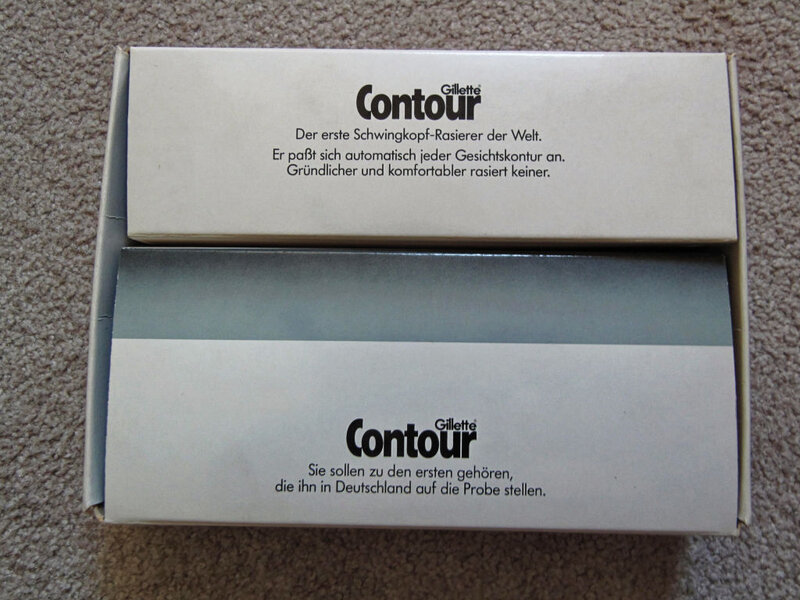 Gillette®
Contour
Der erste Schwingkopf-Rasierer der Welt.
Er paßt sich automatisch jeder Gesichtskontur an.
Gründlicher und komfortabler rasiert keiner.
Gillette®
Contour
Sie sollen zu den ersten gehören,
die ihn in Deutschland auf die Probe stellen.